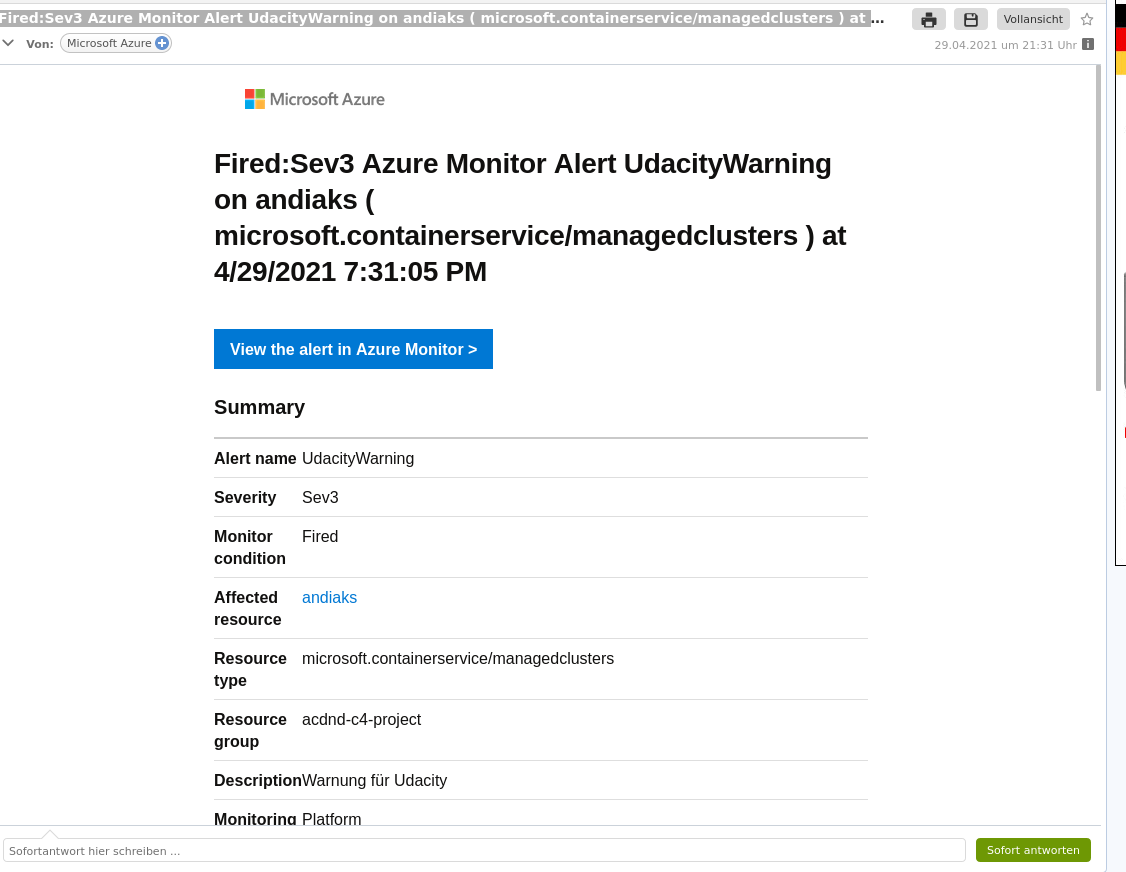 Fired:Sev3 Azure Monitor Alert UdacityWarning on andiaks ( microsoft.containerservice/managedclusters ) at ...
Vollansicht
Von: Microsoft Azure
29.04.2021 um 21:31 Uhr
Microsoft Azure
Fired:Sev3 Azure Monitor Alert UdacityWarning
on andiaks (
microsoft.containerservice/managedclusters ) at
4/29/2021 7:31:05 PM
View the alert in Azure Monitor >
Summary
Alert name UdacityWarning
Severity Sev3
Monitor condition Fired
Affected resource andiaks
Resource type microsoft.containerservice/managedclusters
Resource group acdnd-c4-project
Description Warnung für Udacity
Monitoring Platform
Sofortantwort hier schreiben ...
Sofort antworten